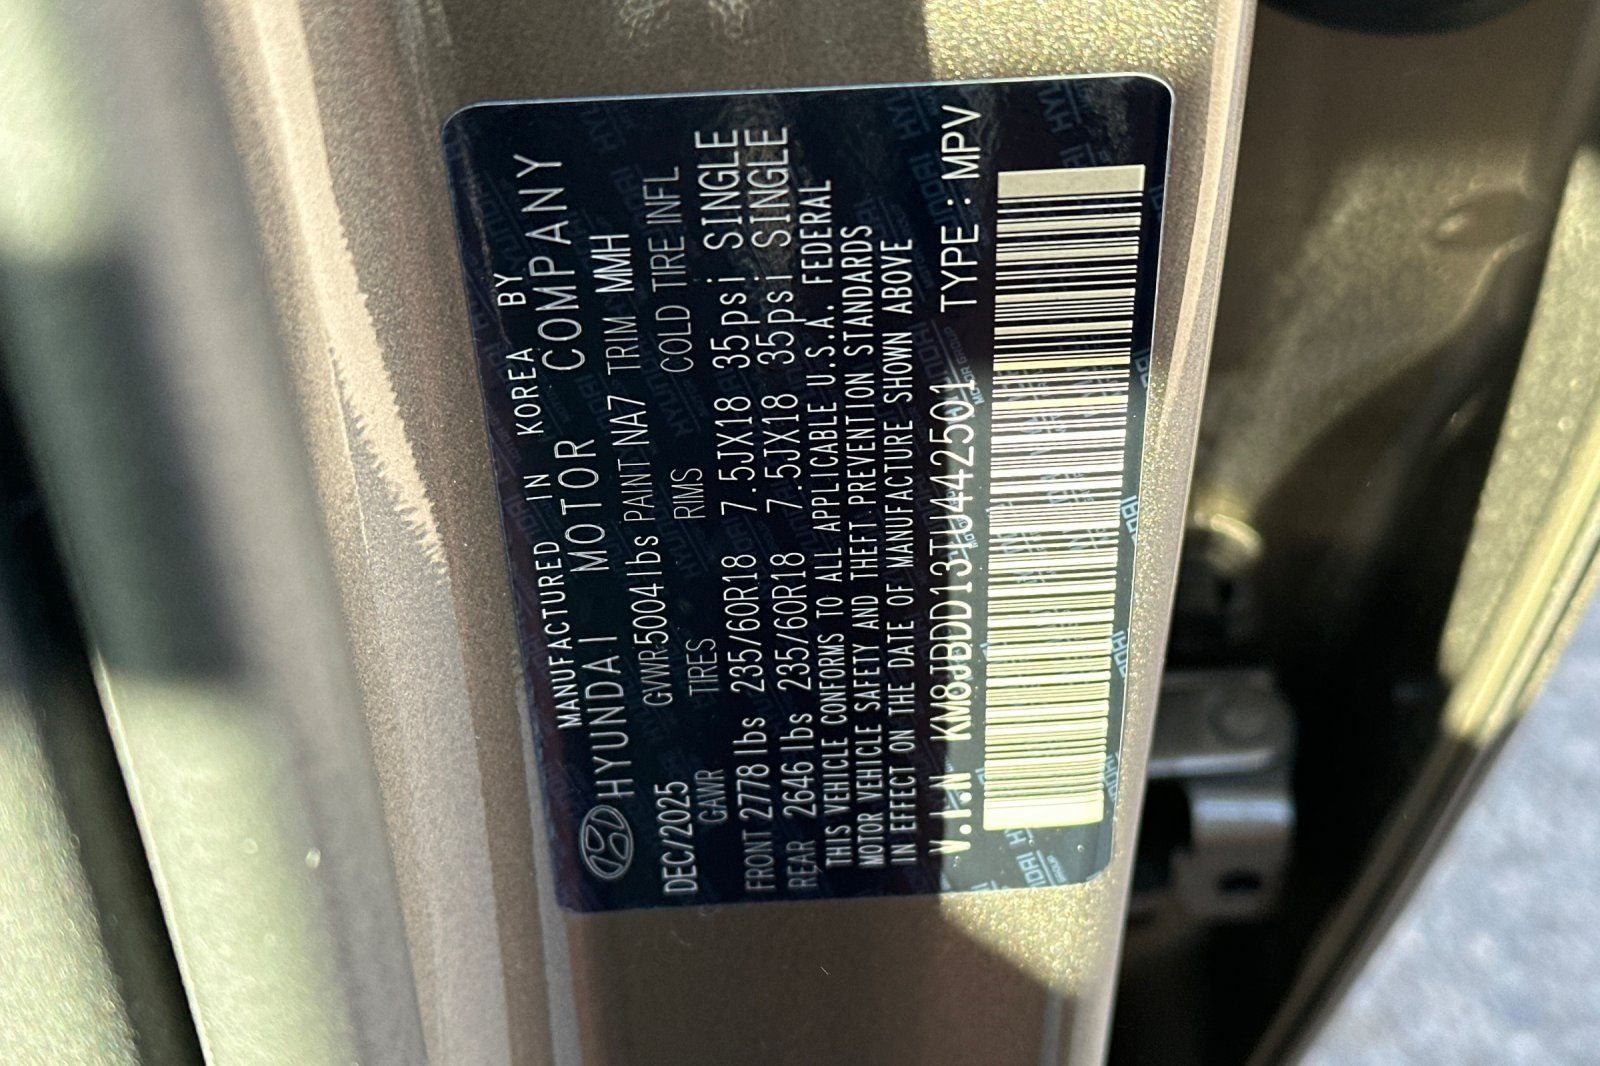 MANUFACTURED IN KOREA BY
HYUNDAI MOTOR COMPANY
DEC/2025 GVWR 5004 lbs PAINT NA7 TRIM MMH
GAWR TIRES RIMS COLD TIRE INFL
FRONT 2778 lbs 235/60R18 7.5JX18 35psi SINGLE
REAR 2646 lbs 235/60R18 7.5JX18 35psi SINGLE
THIS VEHICLE CONFORMS TO ALL APPLICABLE U.S.A. FEDERAL
MOTOR VEHICLE SAFETY AND THEFT PREVENTION STANDARDS
IN EFFECT ON THE DATE OF MANUFACTURE SHOWN ABOVE
V.I.N KM8JBDD13TU442501 TYPE : MPV